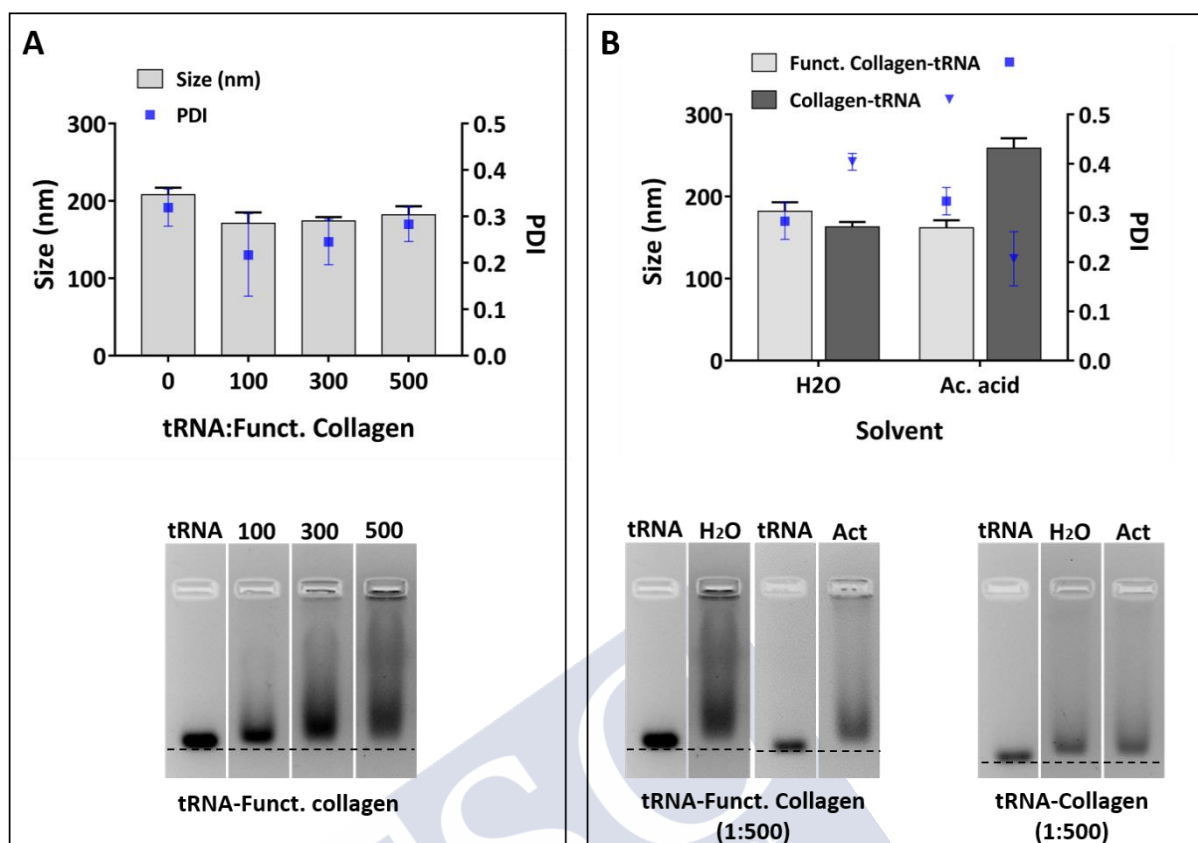 A
Size (nm)
PDI
300
200
100
0
Size (nm)
0.5
0.4
0.3
0.2
0.1
0.0
PDI
0 100 300 500
tRNA:Funct. Collagen
tRNA 100 300 500
tRNA-Funct. collagen
B
Funct. Collagen-tRNA
Collagen-tRNA
300
200
100
0
Size (nm)
0.5
0.4
0.3
0.2
0.1
0.0
PDI
H2O Ac. acid
Solvent
tRNA H₂O tRNA Act
tRNA-Funct. Collagen
(1:500)
tRNA H₂O Act
tRNA-Collagen
(1:500)